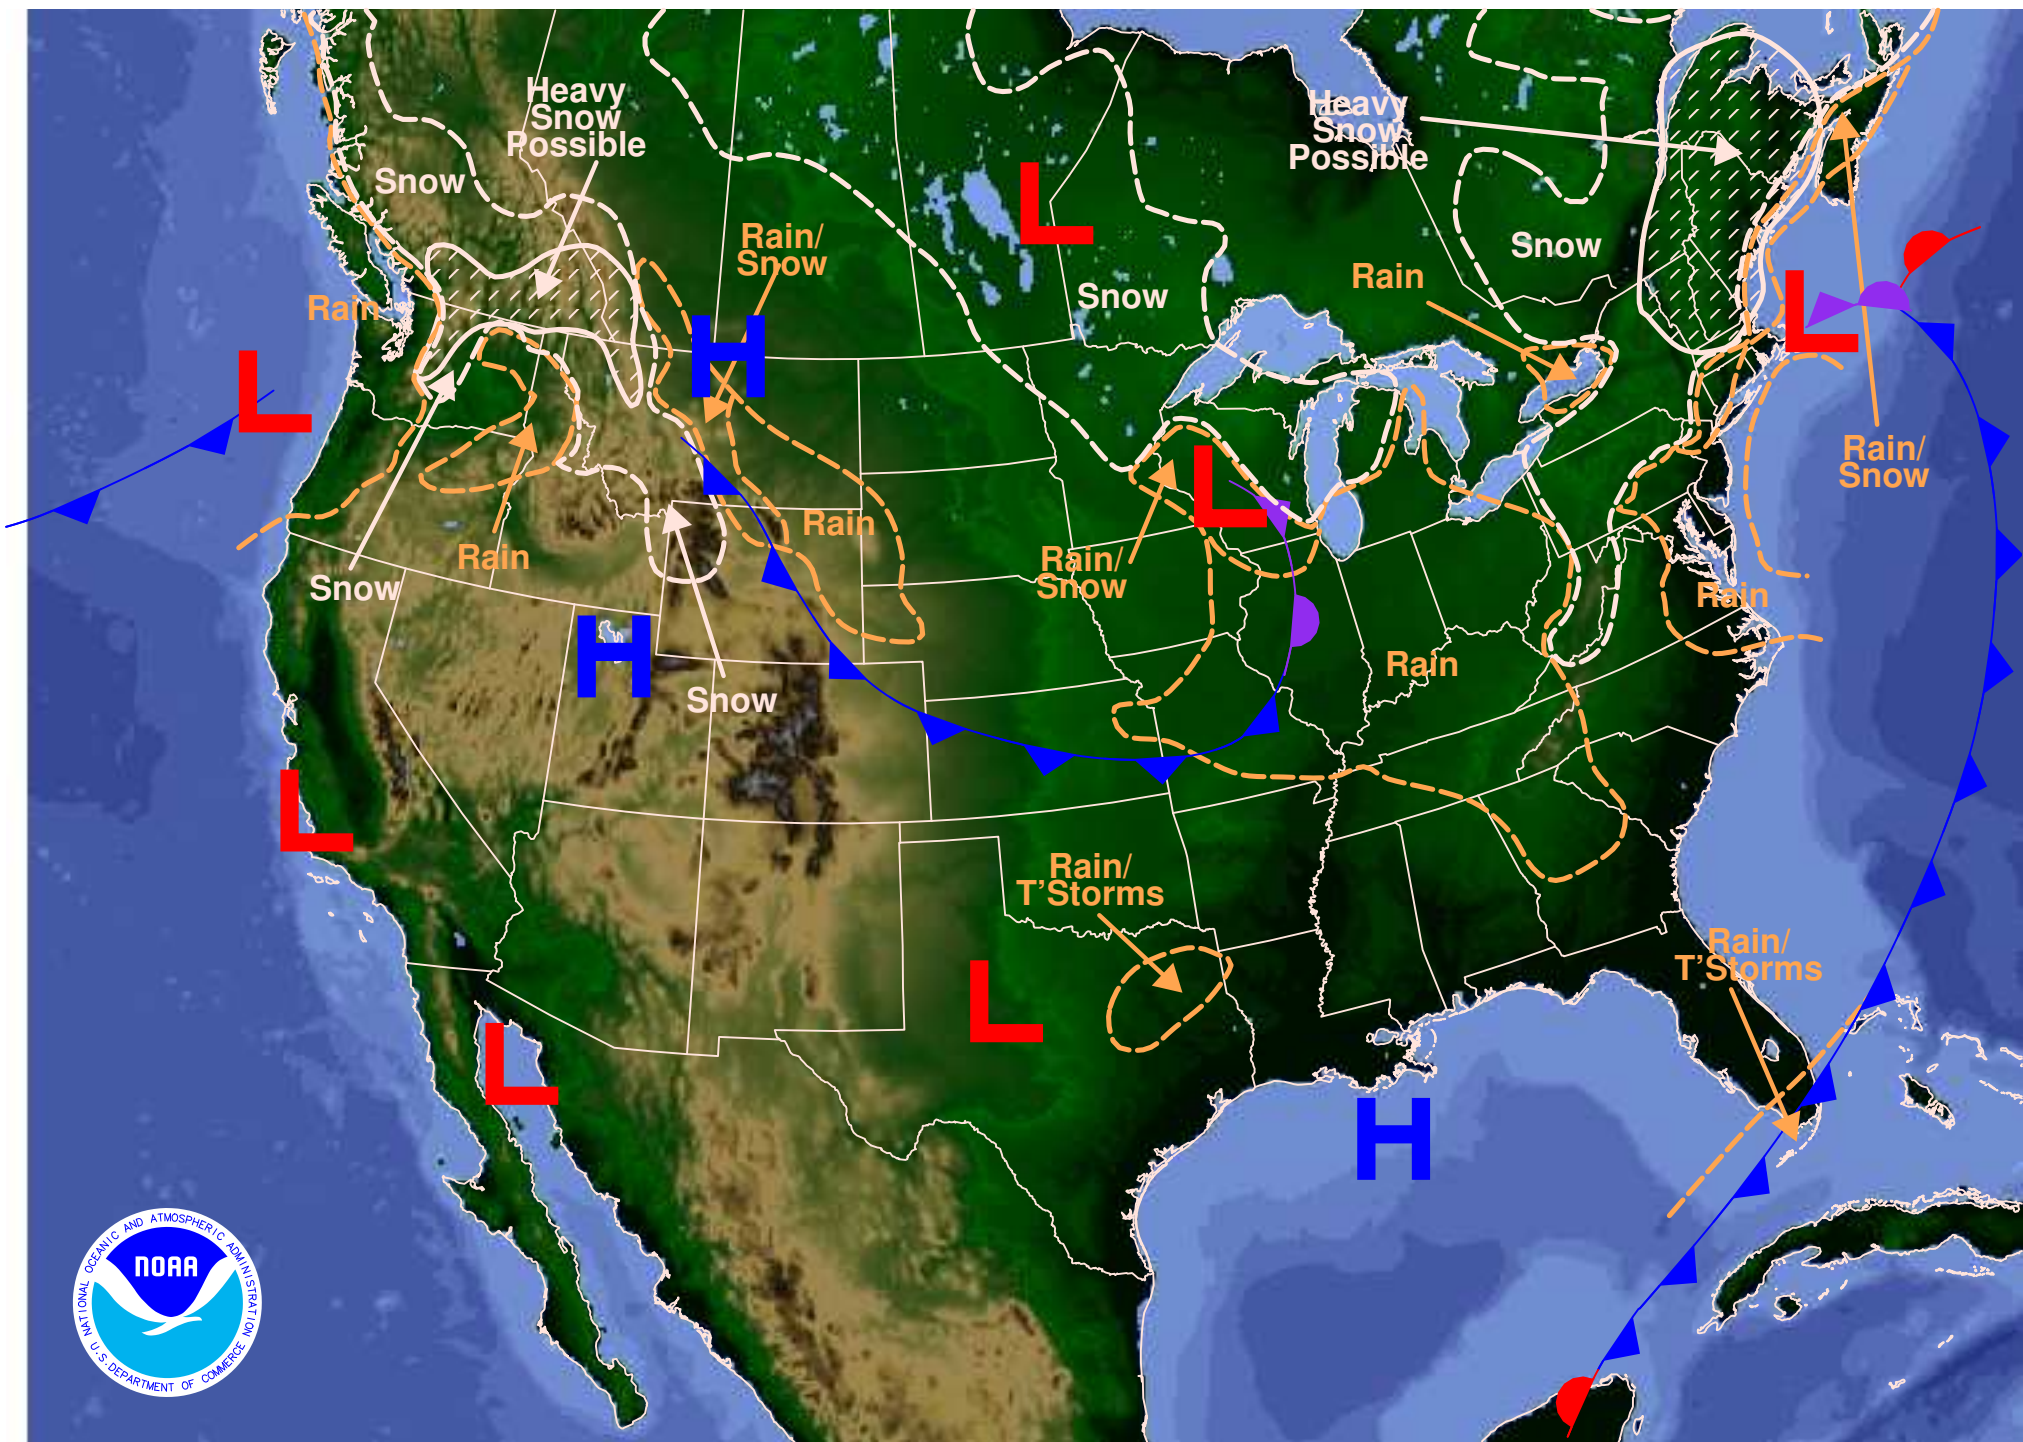 Heavy
Snow
Possible
Heavy
Snow
Possible
Snow
L
Rain/
Snow
Snow
Rain
Snow
Rain
L
H
L
L
Rain/
Snow
L
Rain
Rain/
Snow
Rain
Snow
Rain
H
Snow
Rain
L
Rain/
T'Storms
Rain/
T'Storms
L
L
H
NATIONAL OCEANIC AND ATMOSPHERIC ADMINISTRATION
NOAA
U.S. DEPARTMENT OF COMMERCE